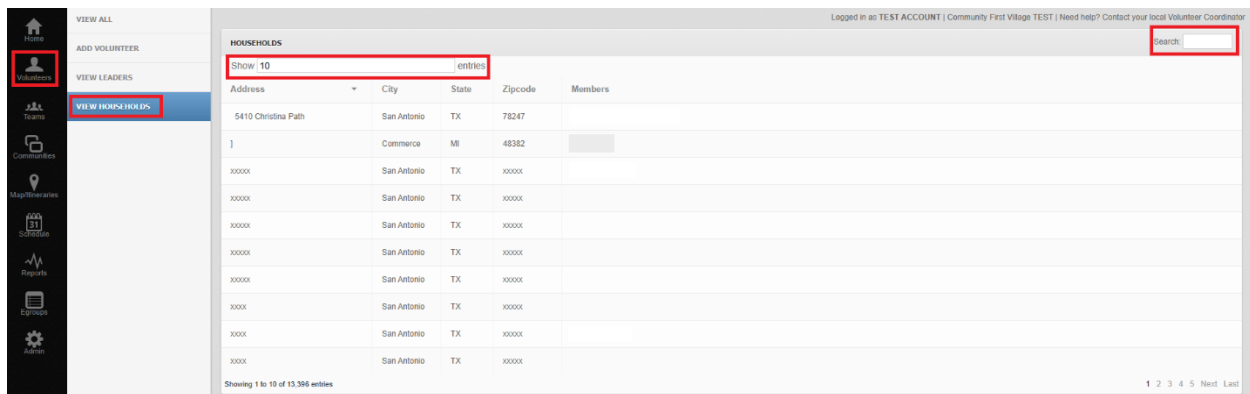 Logged in as TEST ACCOUNT | Community First Village TEST | Need help? Contact your local Volunteer Coordinator
Home
Volunteers
Teams
Communities
Map/Itineraries
31
Schedule
Reports
Egroups
Admin
VIEW ALL
ADD VOLUNTEER
VIEW LEADERS
VIEW HOUSEHOLDS
HOUSEHOLDS
Search:
Show 10 entries
Address City State Zipcode Members
5410 Christina Path San Antonio TX 78247
] Commerce MI 48382
xxxxx San Antonio TX xxxxx
xxxxx San Antonio TX xxxxx
xxxxx San Antonio TX xxxxx
xxxxx San Antonio TX xxxxx
xxxxx San Antonio TX xxxxx
xxxx San Antonio TX xxxxx
xxxx San Antonio TX xxxxx
xxxx San Antonio TX xxxxx
Showing 1 to 10 of 13,396 entries
1 2 3 4 5 Next Last